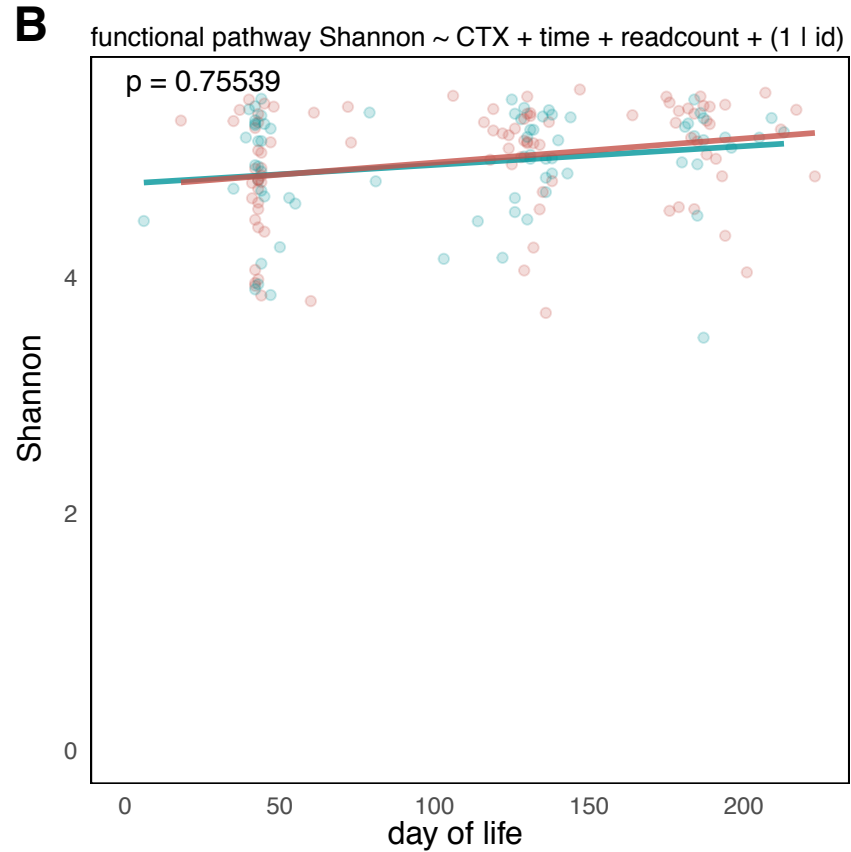 B
functional pathway Shannon ~ CTX + time + readcount + (1 | id)
p = 0.75539
4
2
0
Shannon
0 50 100 150 200
day of life